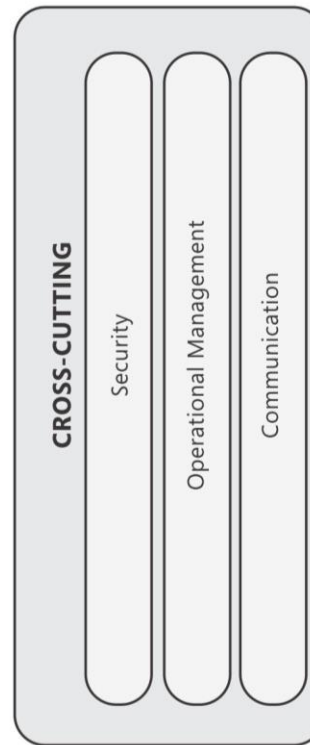 CROSS-CUTTING
Security
Operational Management
Communication